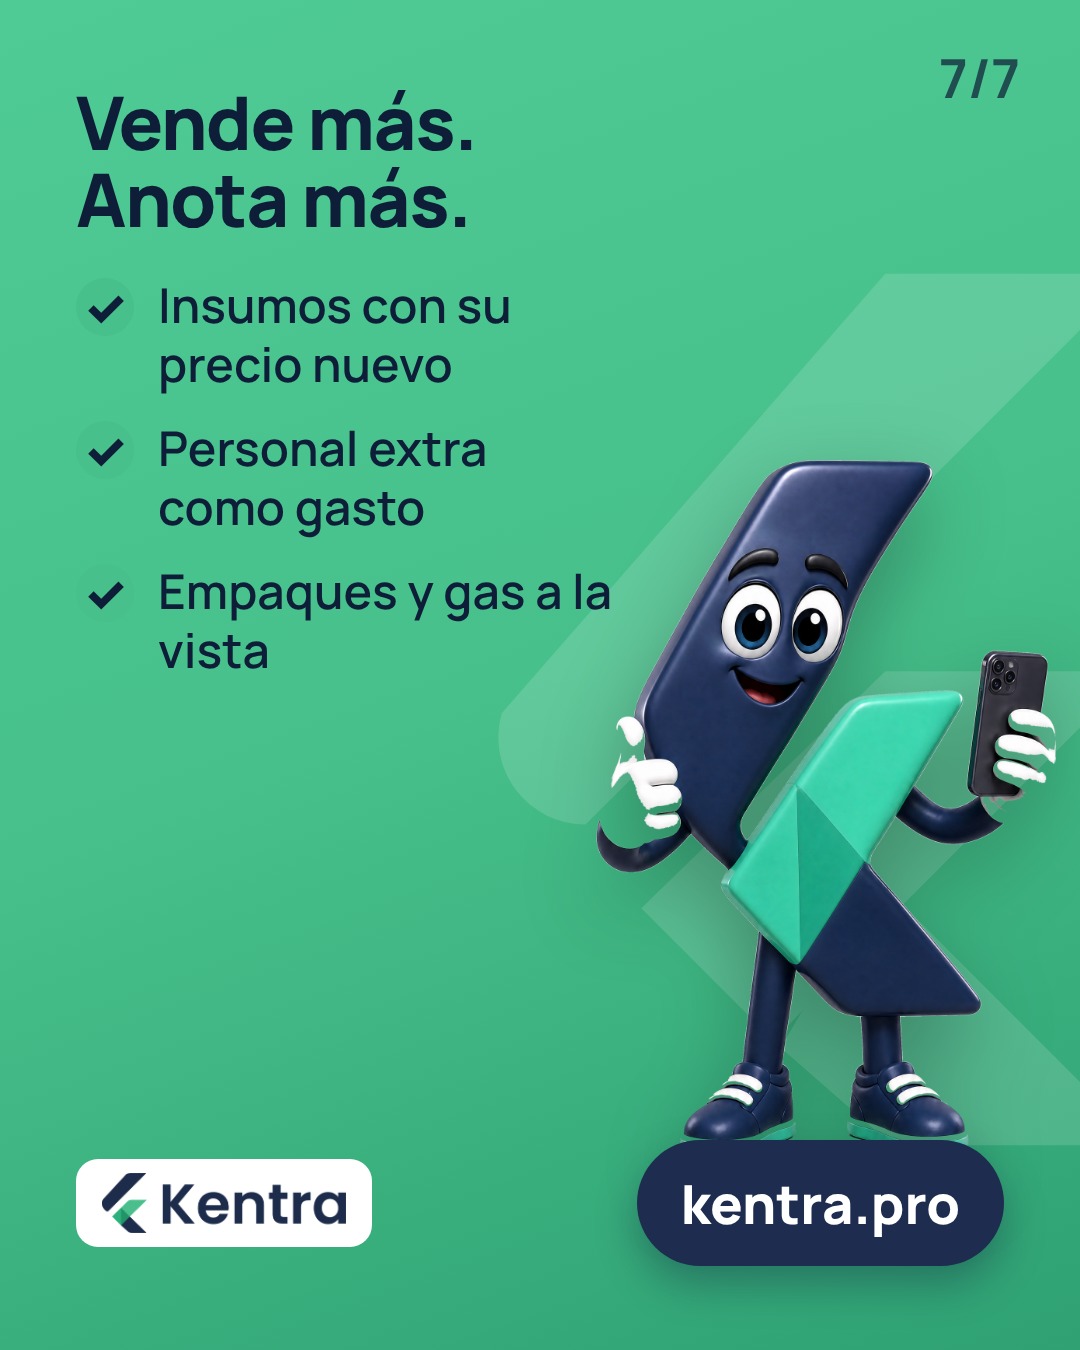 7/7
Vende más.
Anota más.
Insumos con su
precio nuevo
Personal extra
como gasto
Empaques y gas a la
vista
Kentra
kentra.pro